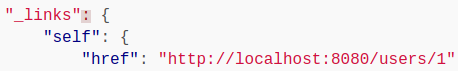 "_links": {
"self": {
"href": "http://localhost:8080/users/1"